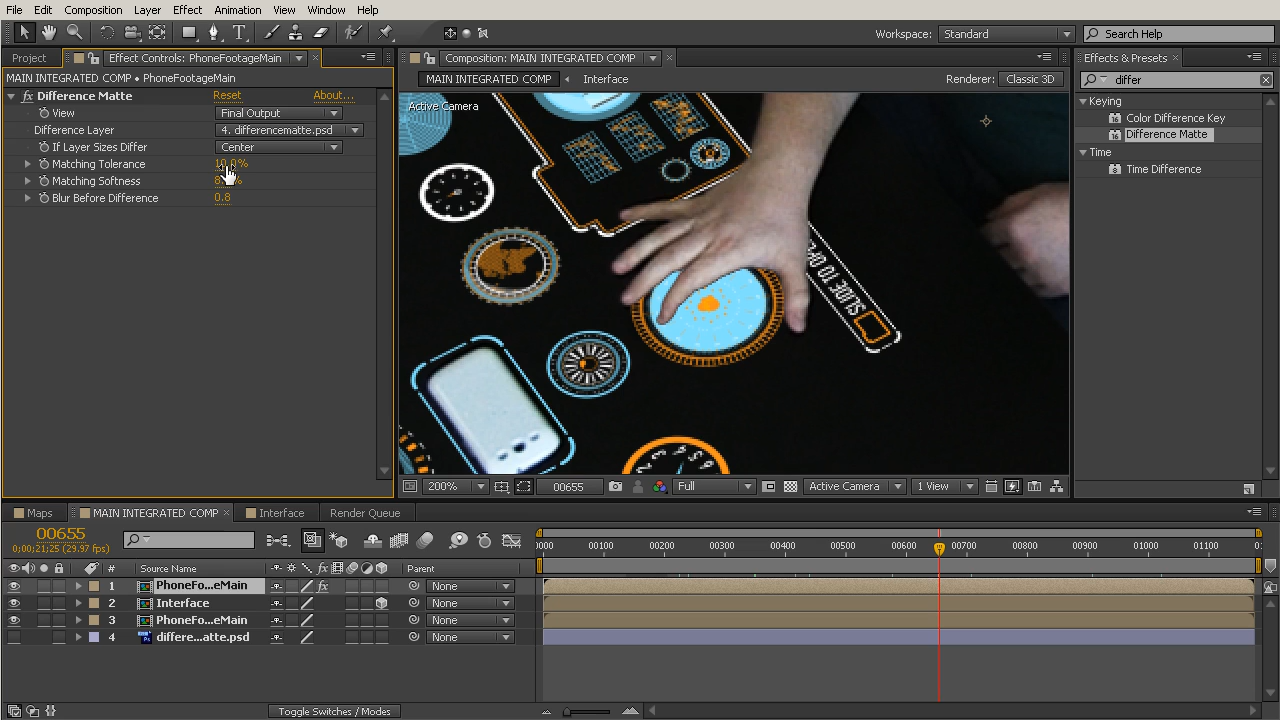 File Edit Composition Layer Effect Animation View Window Help
Workspace: Standard Search Help
Project Effect Controls: PhoneFootageMain
MAIN INTEGRATED COMP • PhoneFootageMain
fx Difference Matte Reset About...
View Final Output
Difference Layer 4. differencematte.psd
If Layer Sizes Differ Center
Matching Tolerance 10.0%
Matching Softness
Blur Before Difference 0.8
Composition: MAIN INTEGRATED COMP
MAIN INTEGRATED COMP Interface Renderer: Classic 3D
Active Camera
SLIDE TO
4 5 6
200% 00655 Full Active Camera 1 View
Effects & Presets
differ
Keying
Color Difference Key
Difference Matte
Time
Time Difference
Maps MAIN INTEGRATED COMP Interface Render Queue
00655
0;00;21;25 (29.97 fps)
0000 00100 00200 00300 00400 00500 00600 00700 00800 00900 01000 01100
# Source Name fx Parent
1 PhoneFo...eMain fx None
2 Interface None
3 PhoneFo...eMain None
4 differe...atte.psd None
Toggle Switches / Modes